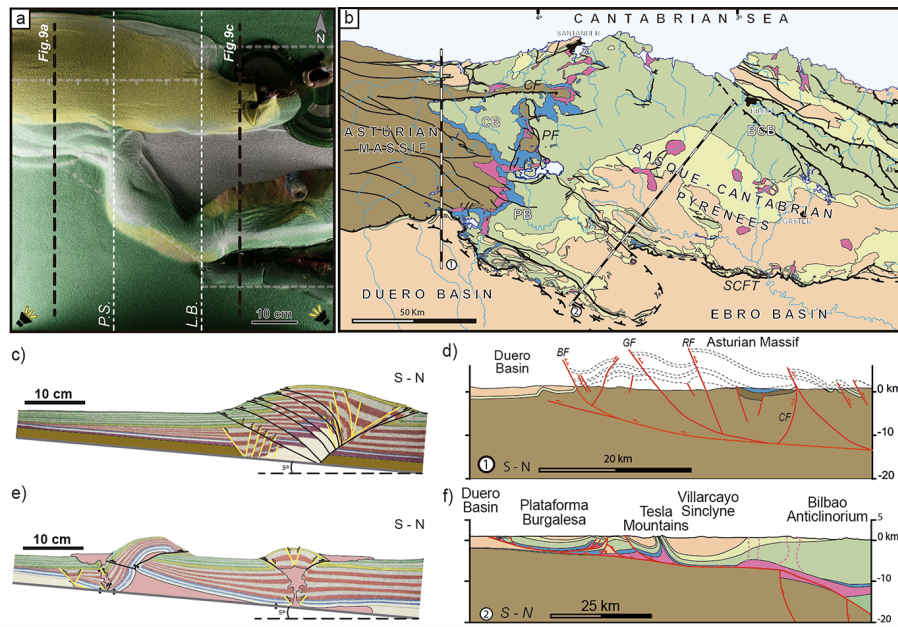 a
Fig.9a
Fig.9c
N
P.S.
L.B.
10 cm
b
4°
CANTABRIAN SEA
3°
SANTANDER
CF
CB
ASTURIAN
MASSIF
PF
BCB
43°
BASQUE CANTABRIAN
PYRENEES
PB
1
DUERO BASIN
SCFT
2
EBRO BASIN
50 Km
c)
10 cm
S - N
5°
d)
Duero
Basin
BF
GF
RF
Asturian Massif
0 km
CF
-10
-20
1
S - N
20 km
e)
S - N
10 cm
5°
f)
Duero
Basin
Plataforma
Burgalesa
Tesla
Mountains
Villarcayo
Sinclyne
Bilbao
Anticlinorium
5
0 km
-10
-20
2
S - N
25 km